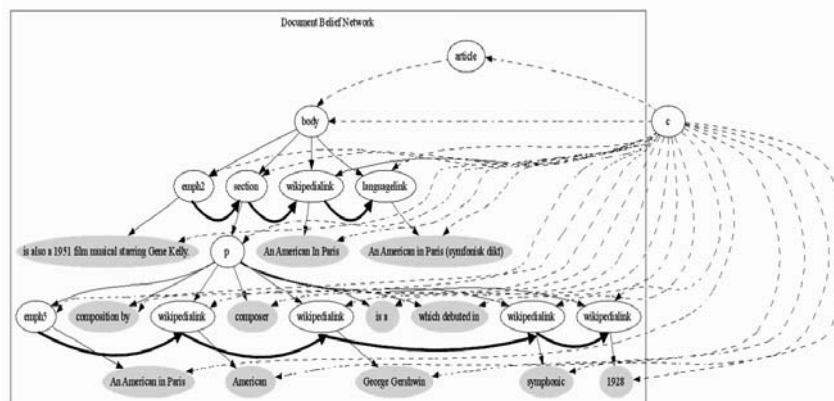 Document Belief Network
article
body
c
emph2
section
wikipedialink
languagelink
is also a 1951 film musical starring Gene Kelly.
An American In Paris
An American in Paris (symfonisk dikt)
p
emph5
composition by
wikipedialink
composer
wikipedialink
is a
which debuted in
wikipedialink
wikipedialink
An American in Paris
American
George Gershwin
symphonic
1928